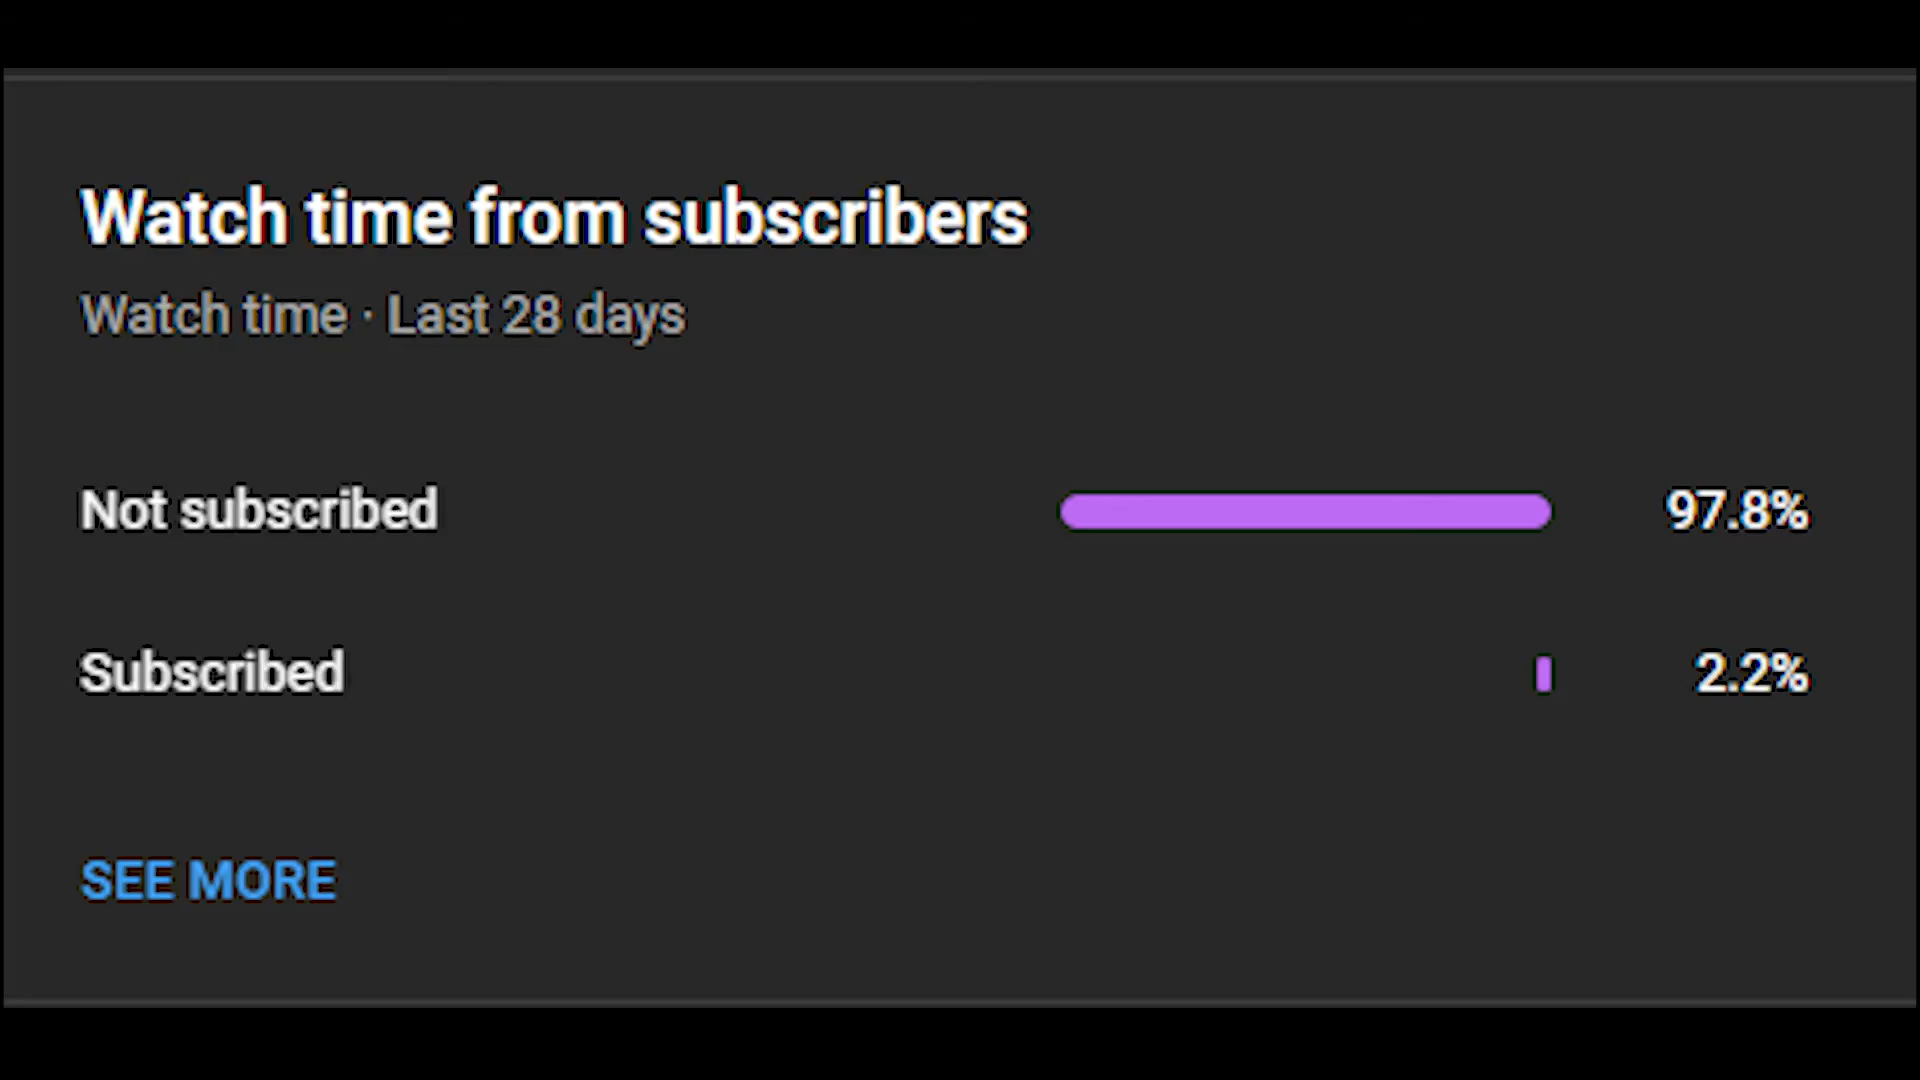 Watch time from subscribers
Watch time · Last 28 days
Not subscribed 97.8%
Subscribed 2.2%
SEE MORE